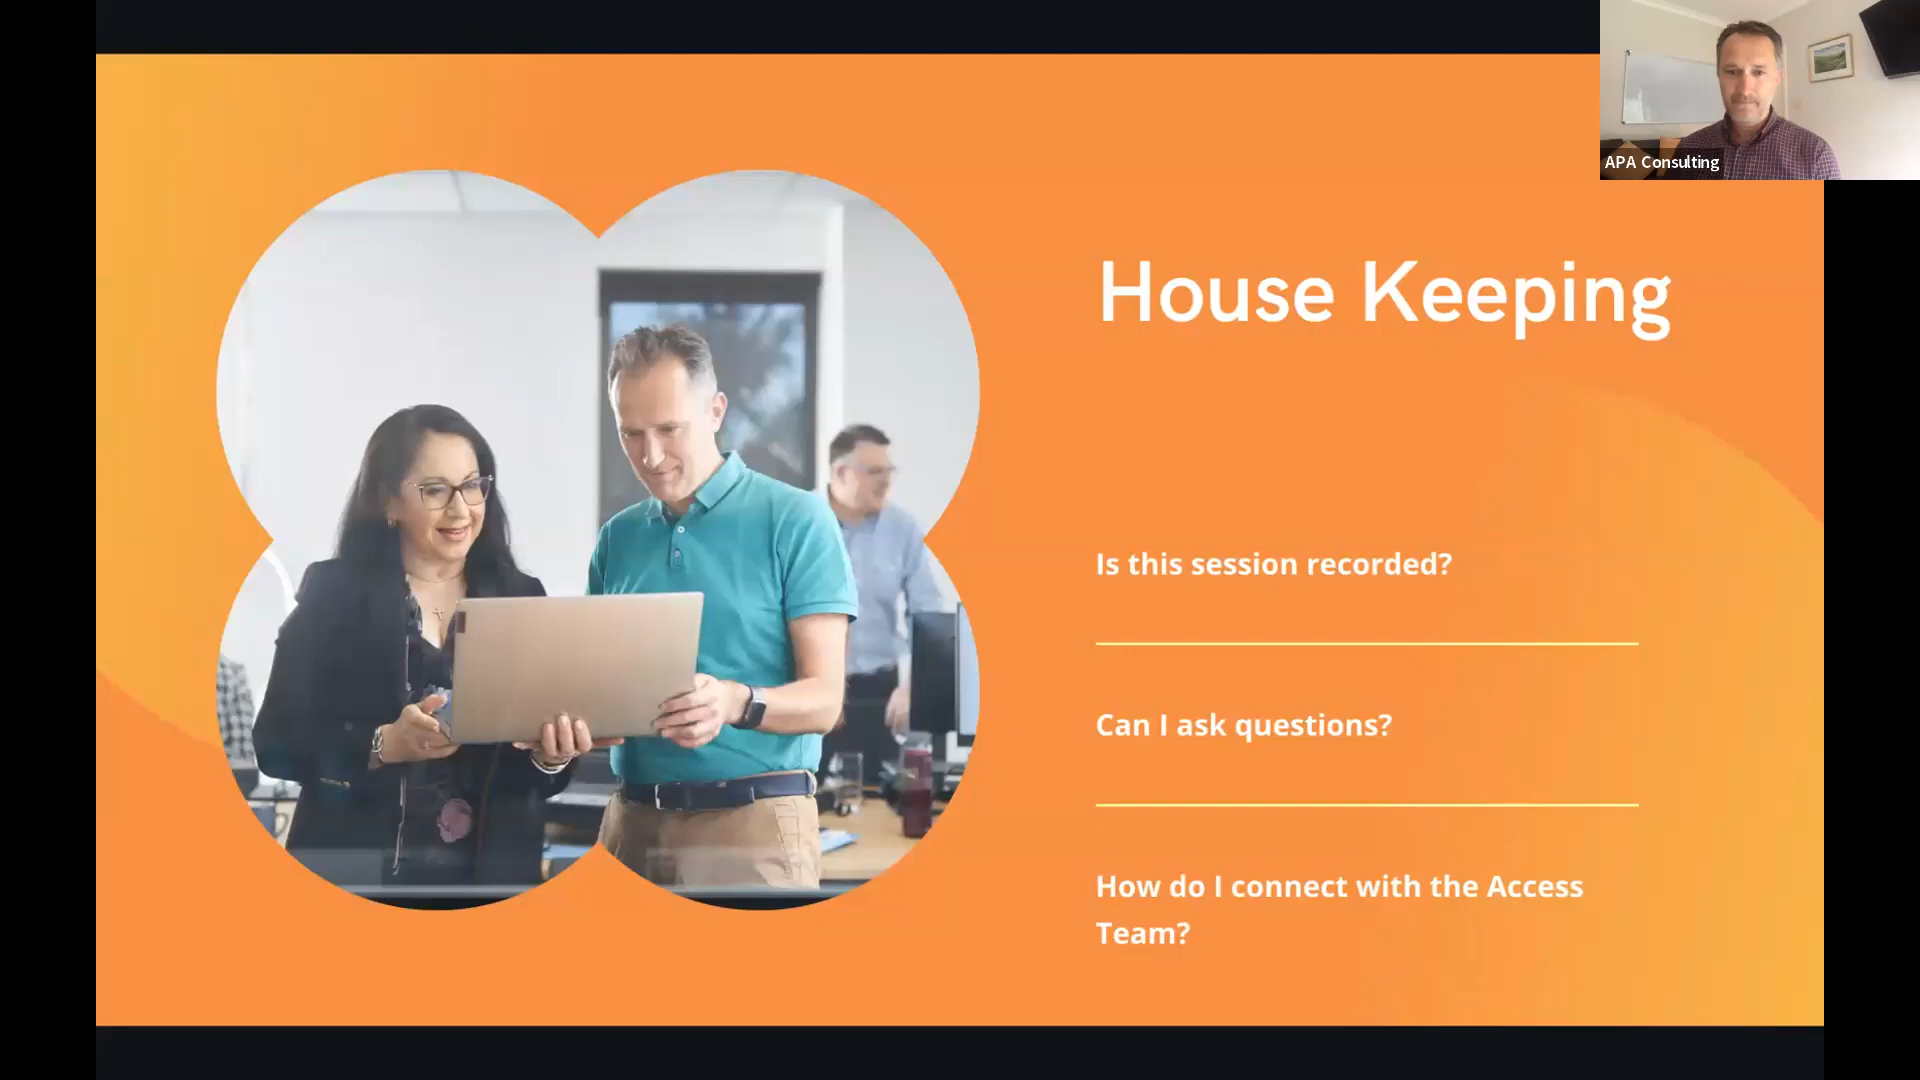 APA Consulting
House Keeping
Is this session recorded?
Can I ask questions?
How do I connect with the Access
Team?